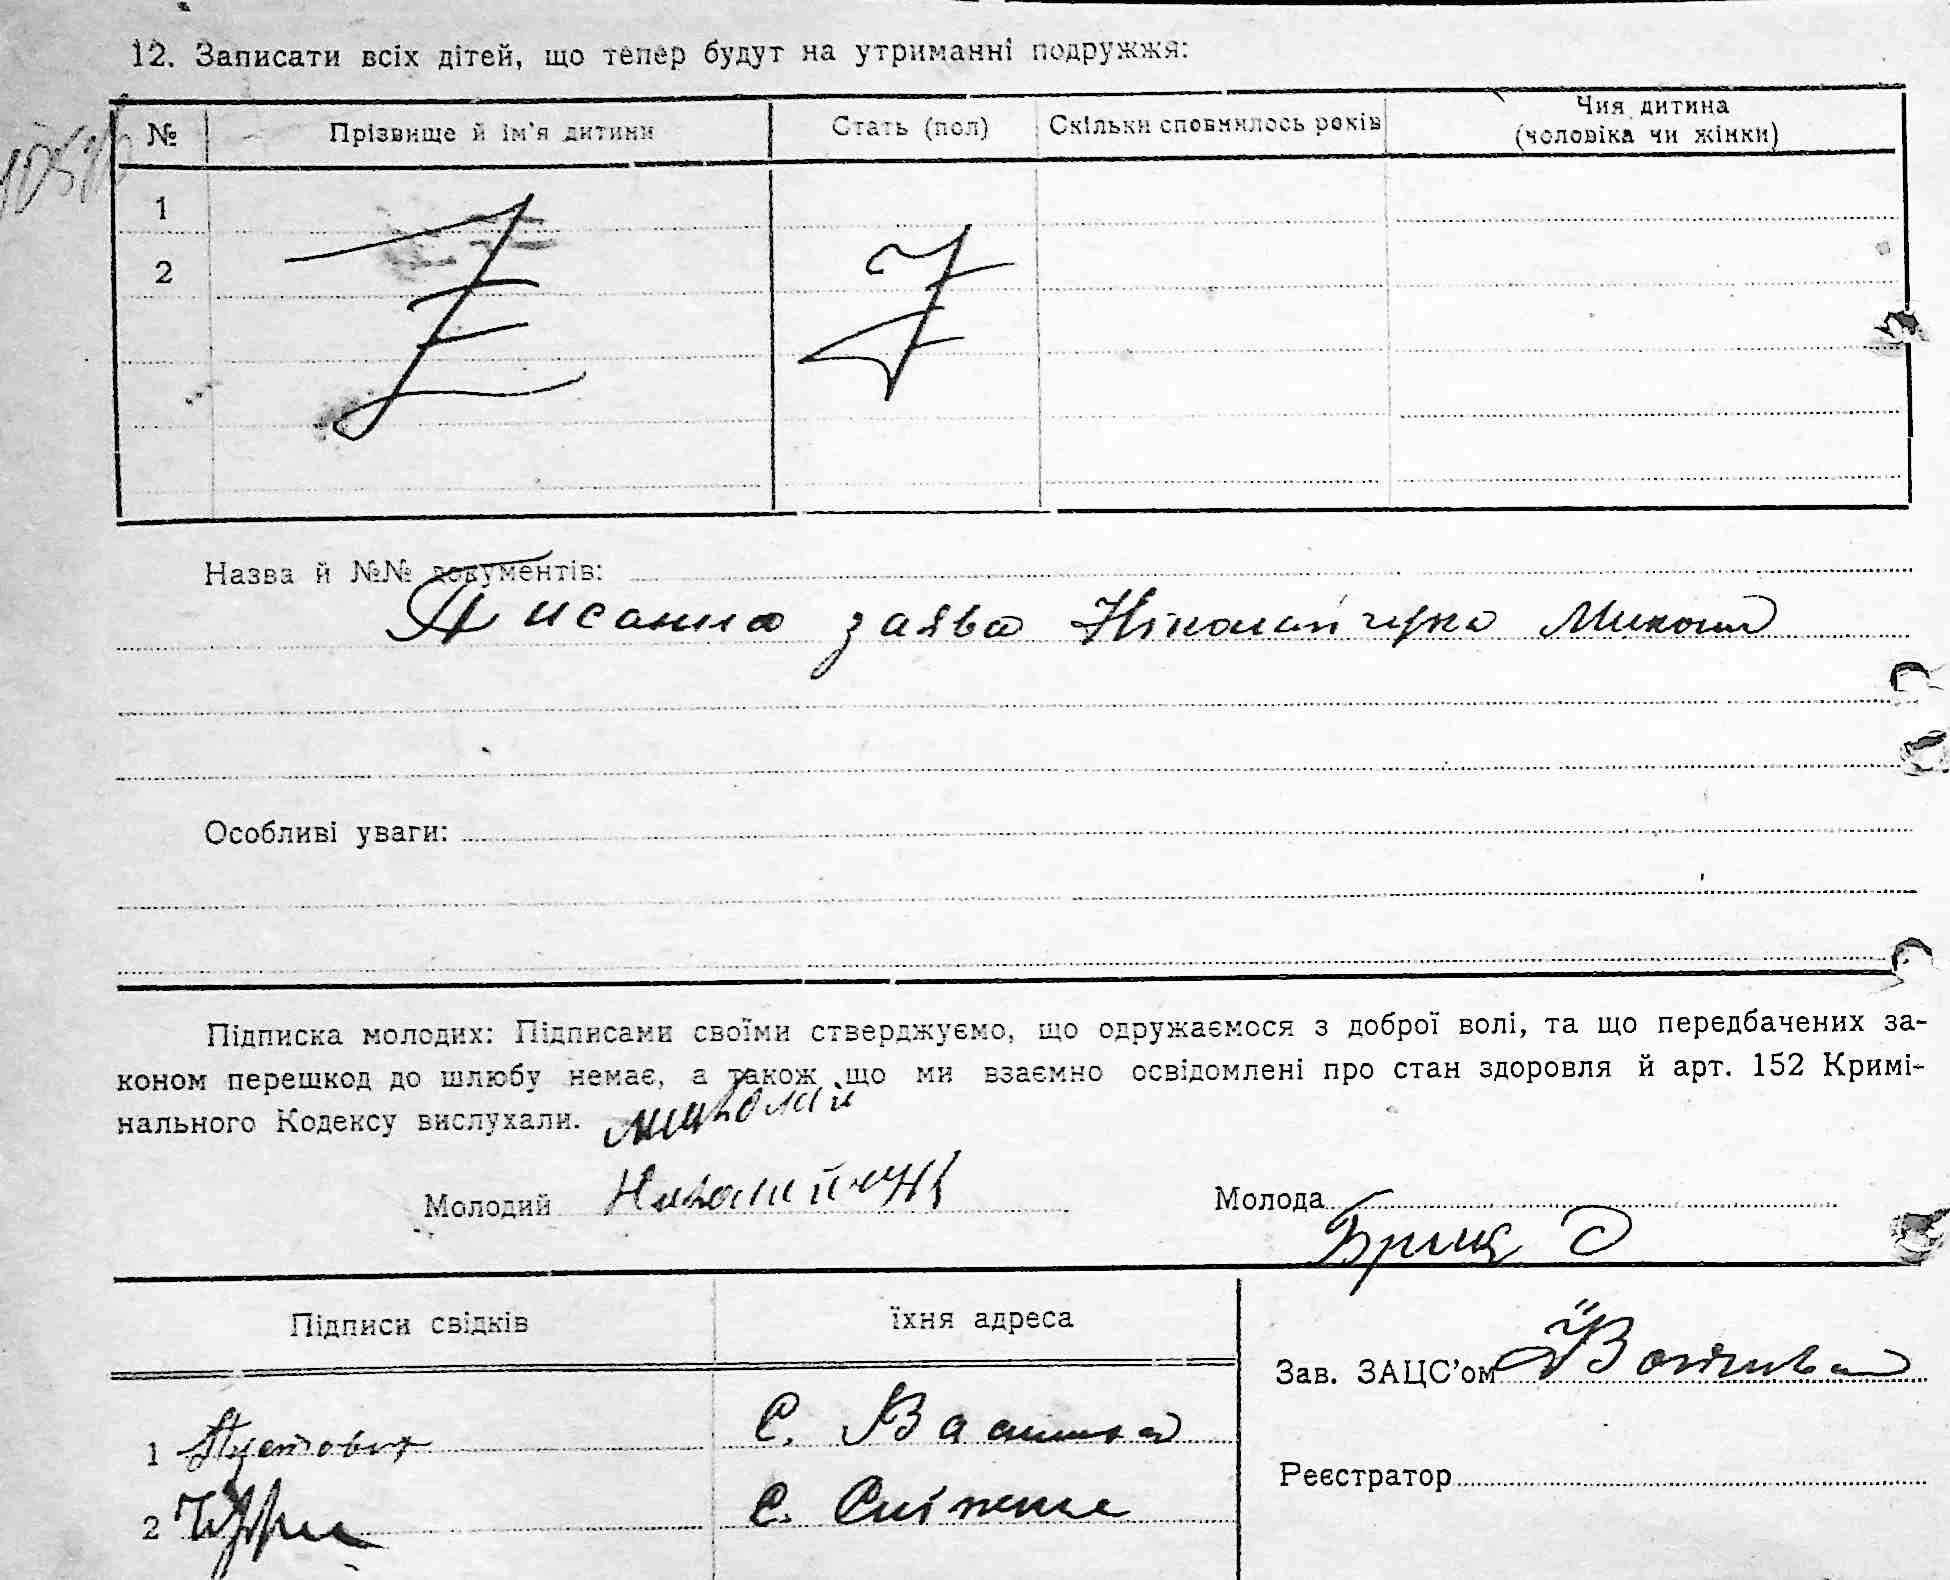 12. Записати всіх дітей, що тепер будут на утриманні подружжя:
№ Прізвище й ім'я дитини Стать (пол) Скільки сповнилось років Чия дитина
(чоловіка чи жінки)
1
2
Назва й №№ документів:
Писанна заява Ніколайчука Микола
Особливі уваги:
Підписка молодих: Підписами своїми стверджуємо, що одружаємося з доброї волі, та що передбачених за-
коном перешкод до шлюбу немає, а також що ми взаємно освідомлені про стан здоровля й арт. 152 Кримі-
нального Кодексу вислухали. Миколай
Молодий Николайчук Молода
Підписи свідків їхня адреса
Зав. ЗАЦС'ом
1 С.
Реєстратор
2 С.